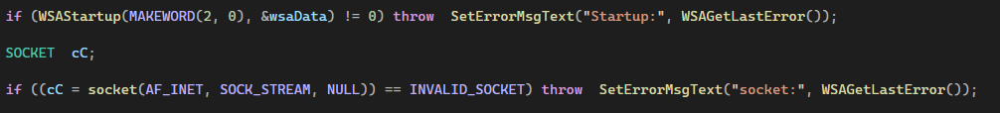 if (WSAStartup(MAKEWORD(2, 0), &wsaData) != 0) throw  SetErrorMsgText("Startup:", WSAGetLastError());
SOCKET  cC;
if ((cC = socket(AF_INET, SOCK_STREAM, NULL)) == INVALID_SOCKET) throw  SetErrorMsgText("socket:", WSAGetLastError());